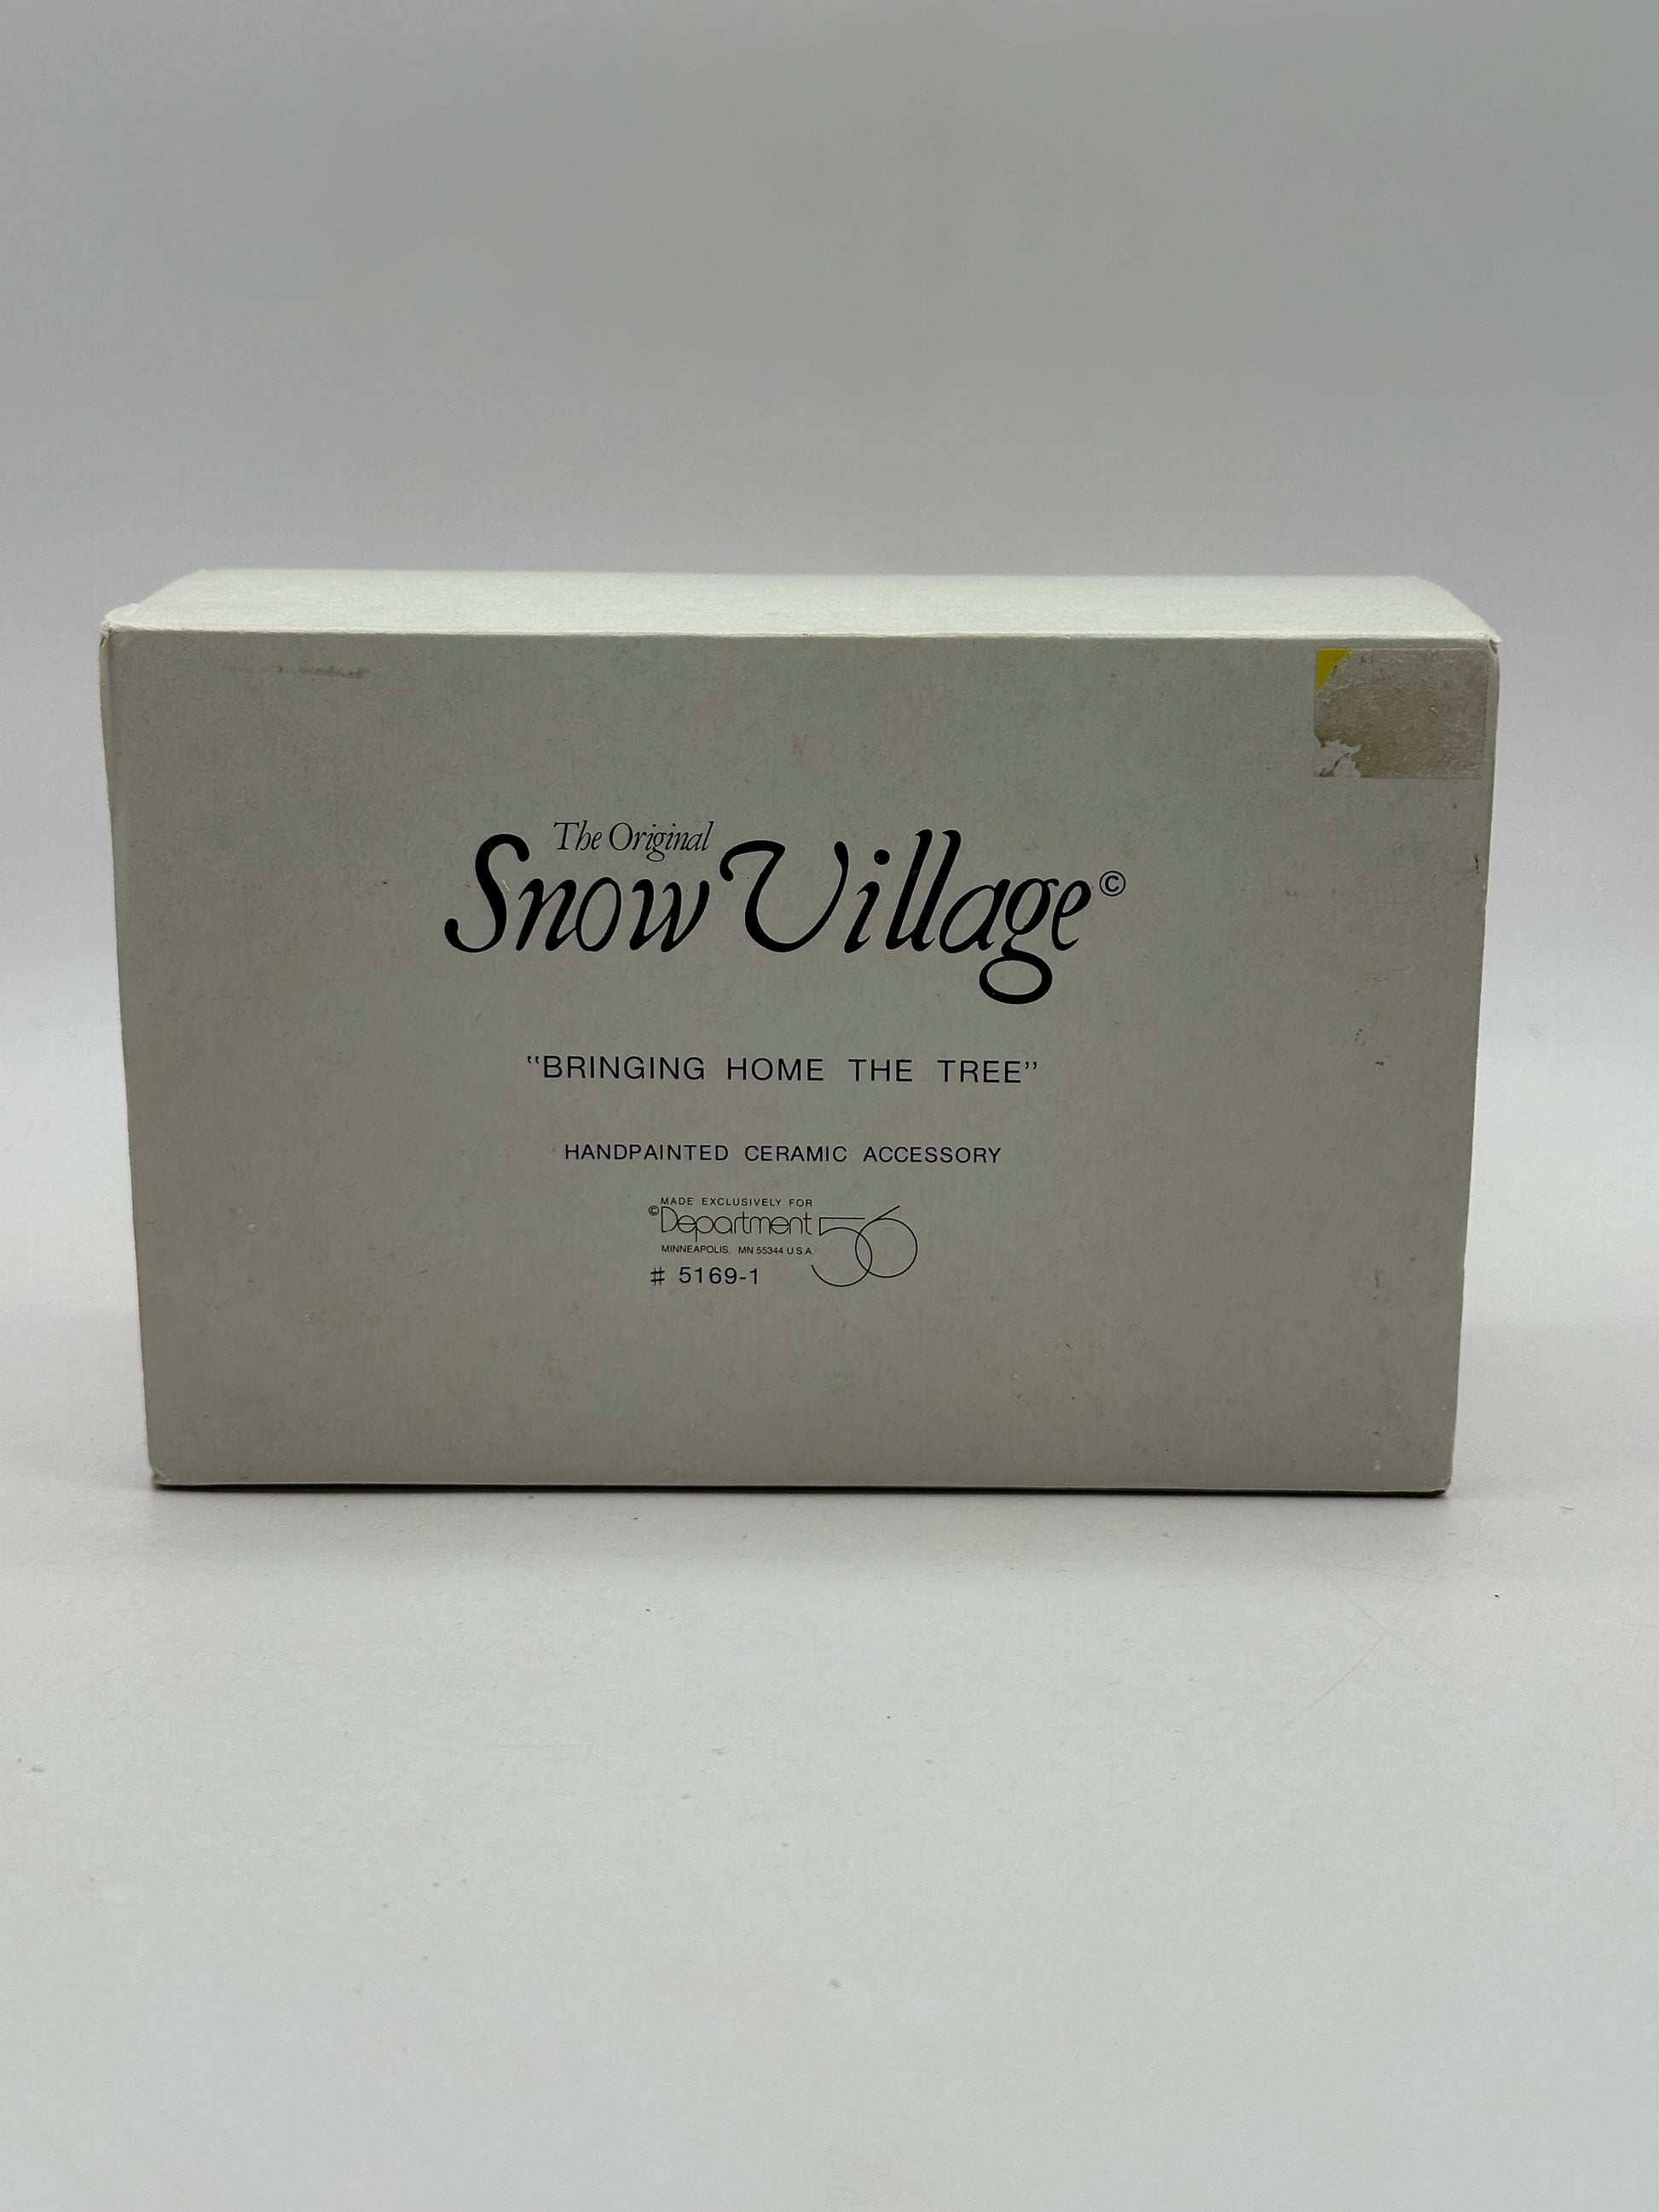 The Original
Snow Village©
"BRINGING HOME THE TREE"
HANDPAINTED CERAMIC ACCESSORY
MADE EXCLUSIVELY FOR
©Department 56
MINNEAPOLIS, MN 55344 U.S.A.
# 5169-1